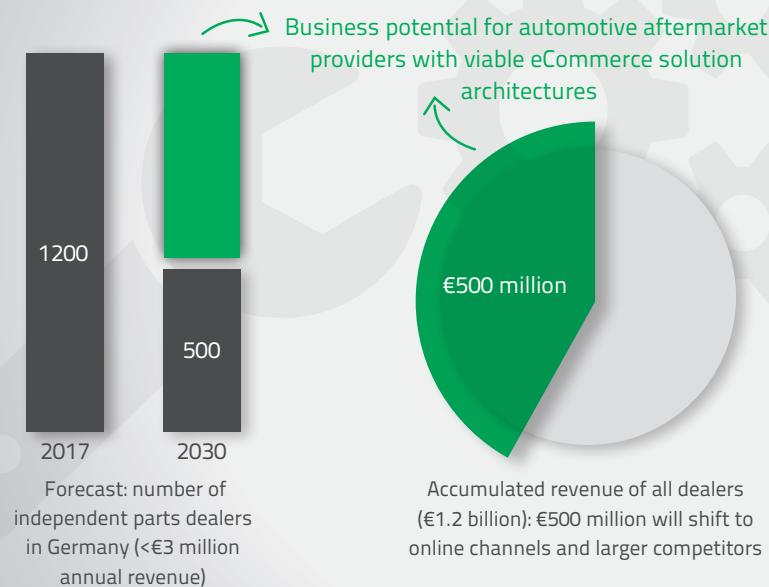 Business potential for automotive aftermarket
providers with viable eCommerce solution
architectures
1200
500
2017
2030
Forecast: number of
independent parts dealers
in Germany (<€3 million
annual revenue)
€500 million
Accumulated revenue of all dealers
(€1.2 billion): €500 million will shift to
online channels and larger competitors